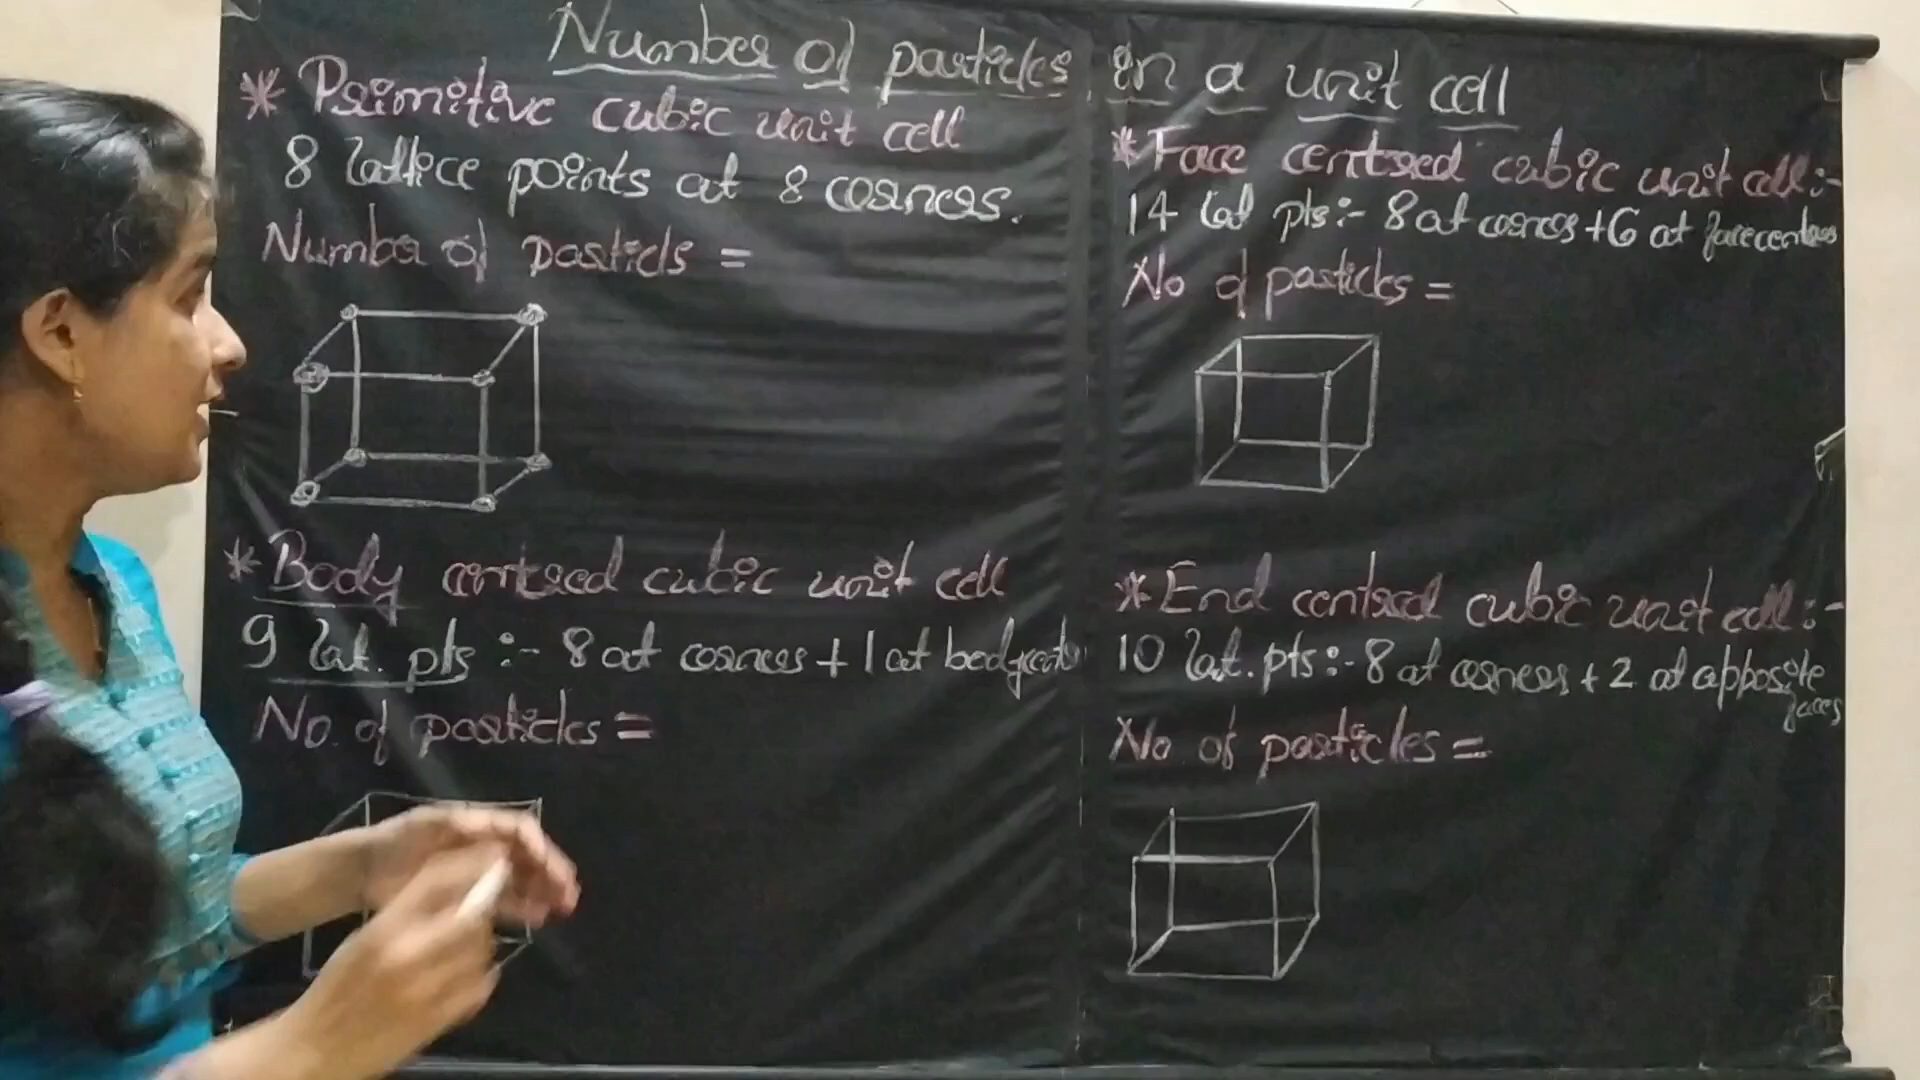 Number of particles in a unit cell
* Primitive cubic unit cell
8 lattice points at 8 corners.
Number of particls =
* Body centred cubic unit cell
9 lat. pts :- 8 at corners + 1 at
No. of particles =
* Face centred cubic unit cell :-
14 lat pts :- 8 at corners + 6 at face centres
No of particles =
* End centred cubic unit cell :-
10 lat. pts :- 8 at corners + 2 at opposite
faces
No of particles =